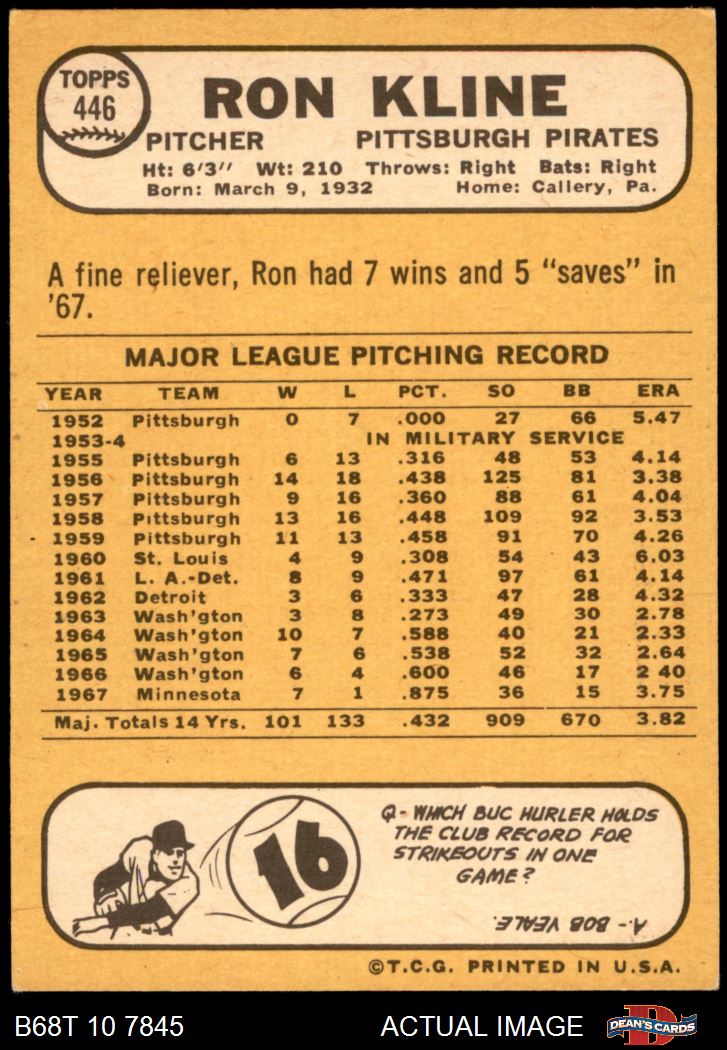 TOPPS
446
RON KLINE
PITCHER PITTSBURGH PIRATES
Ht: 6'3" Wt: 210 Throws: Right Bats: Right
Born: March 9, 1932 Home: Callery, Pa.
A fine reliever, Ron had 7 wins and 5 "saves" in
'67.
MAJOR LEAGUE PITCHING RECORD
YEAR TEAM W L PCT. SO BB ERA
1952 Pittsburgh 0 7 .000 27 66 5.47
1953-4 IN MILITARY SERVICE
1955 Pittsburgh 6 13 .316 48 53 4.14
1956 Pittsburgh 14 18 .438 125 81 3.38
1957 Pittsburgh 9 16 .360 88 61 4.04
1958 Pittsburgh 13 16 .448 109 92 3.53
1959 Pittsburgh 11 13 .458 91 70 4.26
1960 St. Louis 4 9 .308 54 43 6.03
1961 L. A.-Det. 8 9 .471 97 61 4.14
1962 Detroit 3 6 .333 47 28 4.32
1963 Wash'gton 3 8 .273 49 30 2.78
1964 Wash'gton 10 7 .588 40 21 2.33
1965 Wash'gton 7 6 .538 52 32 2.64
1966 Wash'gton 6 4 .600 46 17 2 40
1967 Minnesota 7 1 .875 36 15 3.75
Maj. Totals 14 Yrs. 101 133 .432 909 670 3.82
16
Q- WHICH BUC HURLER HOLDS
THE CLUB RECORD FOR
STRIKEOUTS IN ONE
GAME?
A.- BOB VEALE.
©T.C.G. PRINTED IN U.S.A.
B68T 10 7845 ACTUAL IMAGE DEAN'S CARDS